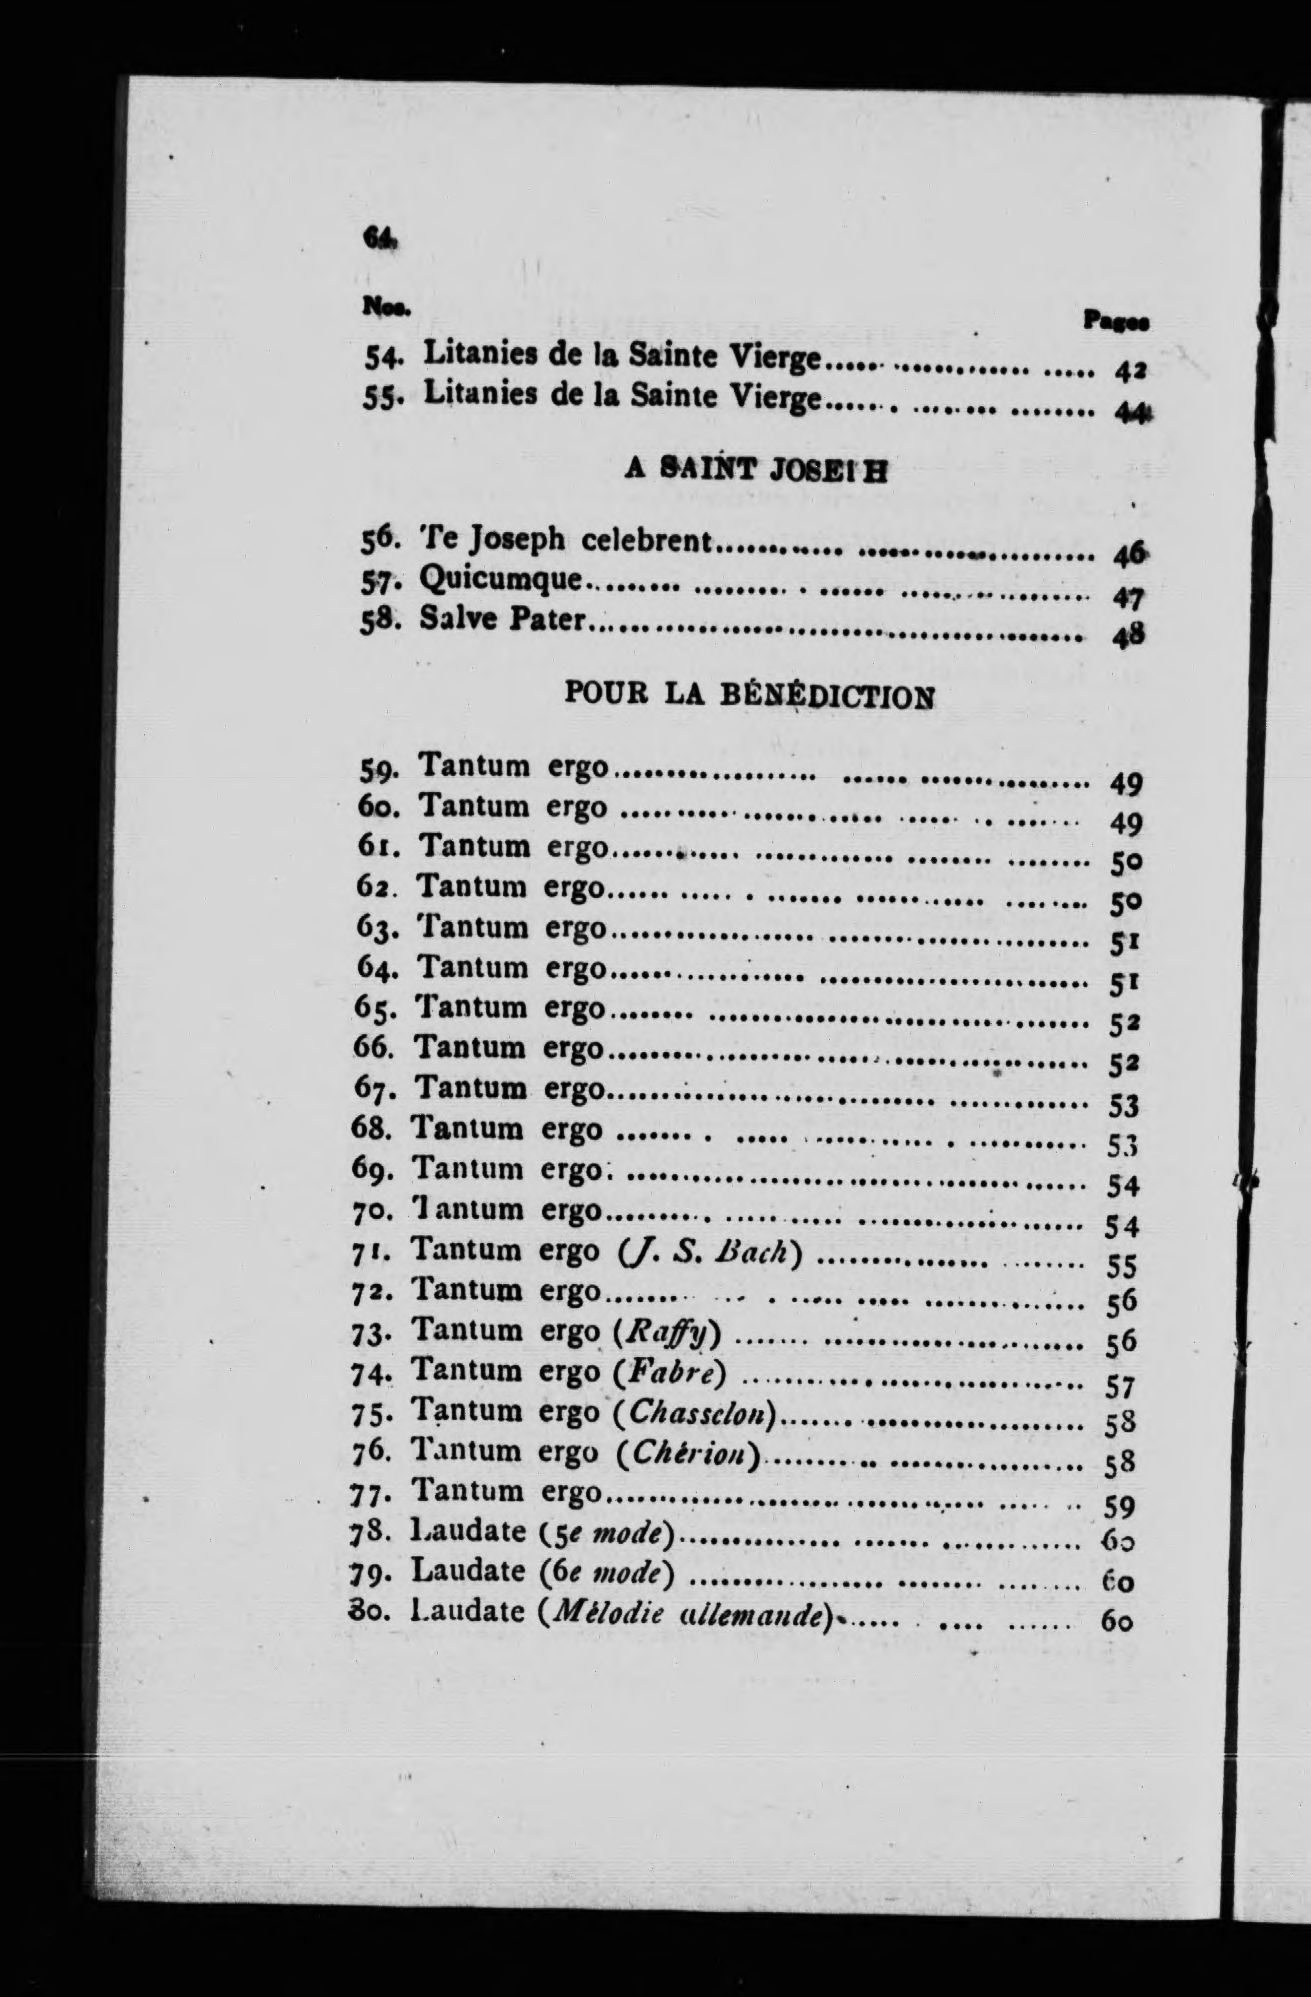 64.
Nos. Pages
54. Litanies de la Sainte Vierge 42
55. Litanies de la Sainte Vierge 44
A SAINT JOSEPH
56. Te Joseph celebrent 46
57. Quicumque 47
58. Salve Pater 48
POUR LA BÉNÉDICTION
59. Tantum ergo 49
60. Tantum ergo 49
61. Tantum ergo 50
62. Tantum ergo 50
63. Tantum ergo 51
64. Tantum ergo 51
65. Tantum ergo 52
66. Tantum ergo 52
67. Tantum ergo 53
68. Tantum ergo 53
69. Tantum ergo 54
70. Tantum ergo 54
71. Tantum ergo (J. S. Bach) 55
72. Tantum ergo 56
73. Tantum ergo (Raffy) 56
74. Tantum ergo (Fabre) 57
75. Tantum ergo (Chasselon) 58
76. Tantum ergo (Chérion) 58
77. Tantum ergo 59
78. Laudate (5e mode) 60
79. Laudate (6e mode) 60
80. Laudate (Mélodie allemande) 60